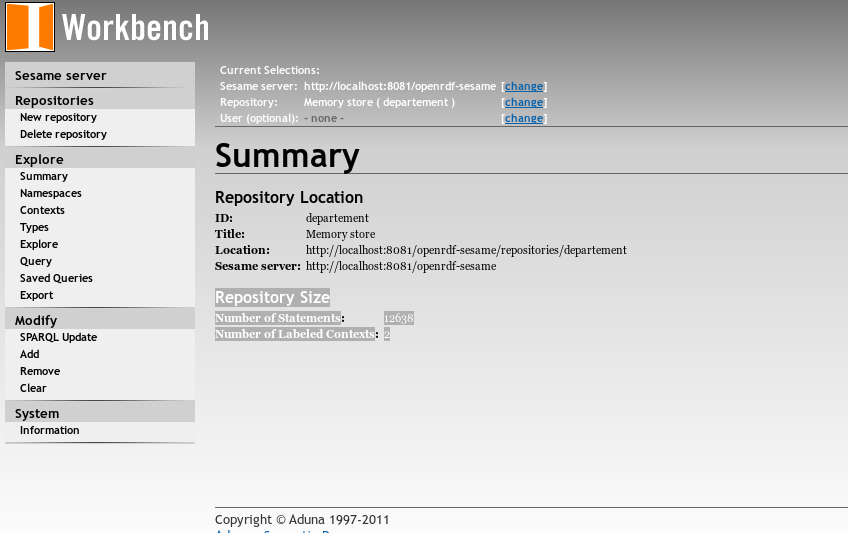 Workbench
Sesame server
Repositories
New repository
Delete repository
Explore
Summary
Namespaces
Contexts
Types
Explore
Query
Saved Queries
Export
Modify
SPARQL Update
Add
Remove
Clear
System
Information
Current Selections:
Sesame server: http://localhost:8081/openrdf-sesame [change]
Repository: Memory store ( departement ) [change]
User (optional): - none - [change]
Summary
Repository Location
ID: departement
Title: Memory store
Location: http://localhost:8081/openrdf-sesame/repositories/departement
Sesame server: http://localhost:8081/openrdf-sesame
Repository Size
Number of Statements: 12638
Number of Labeled Contexts: 2
Copyright © Aduna 1997-2011